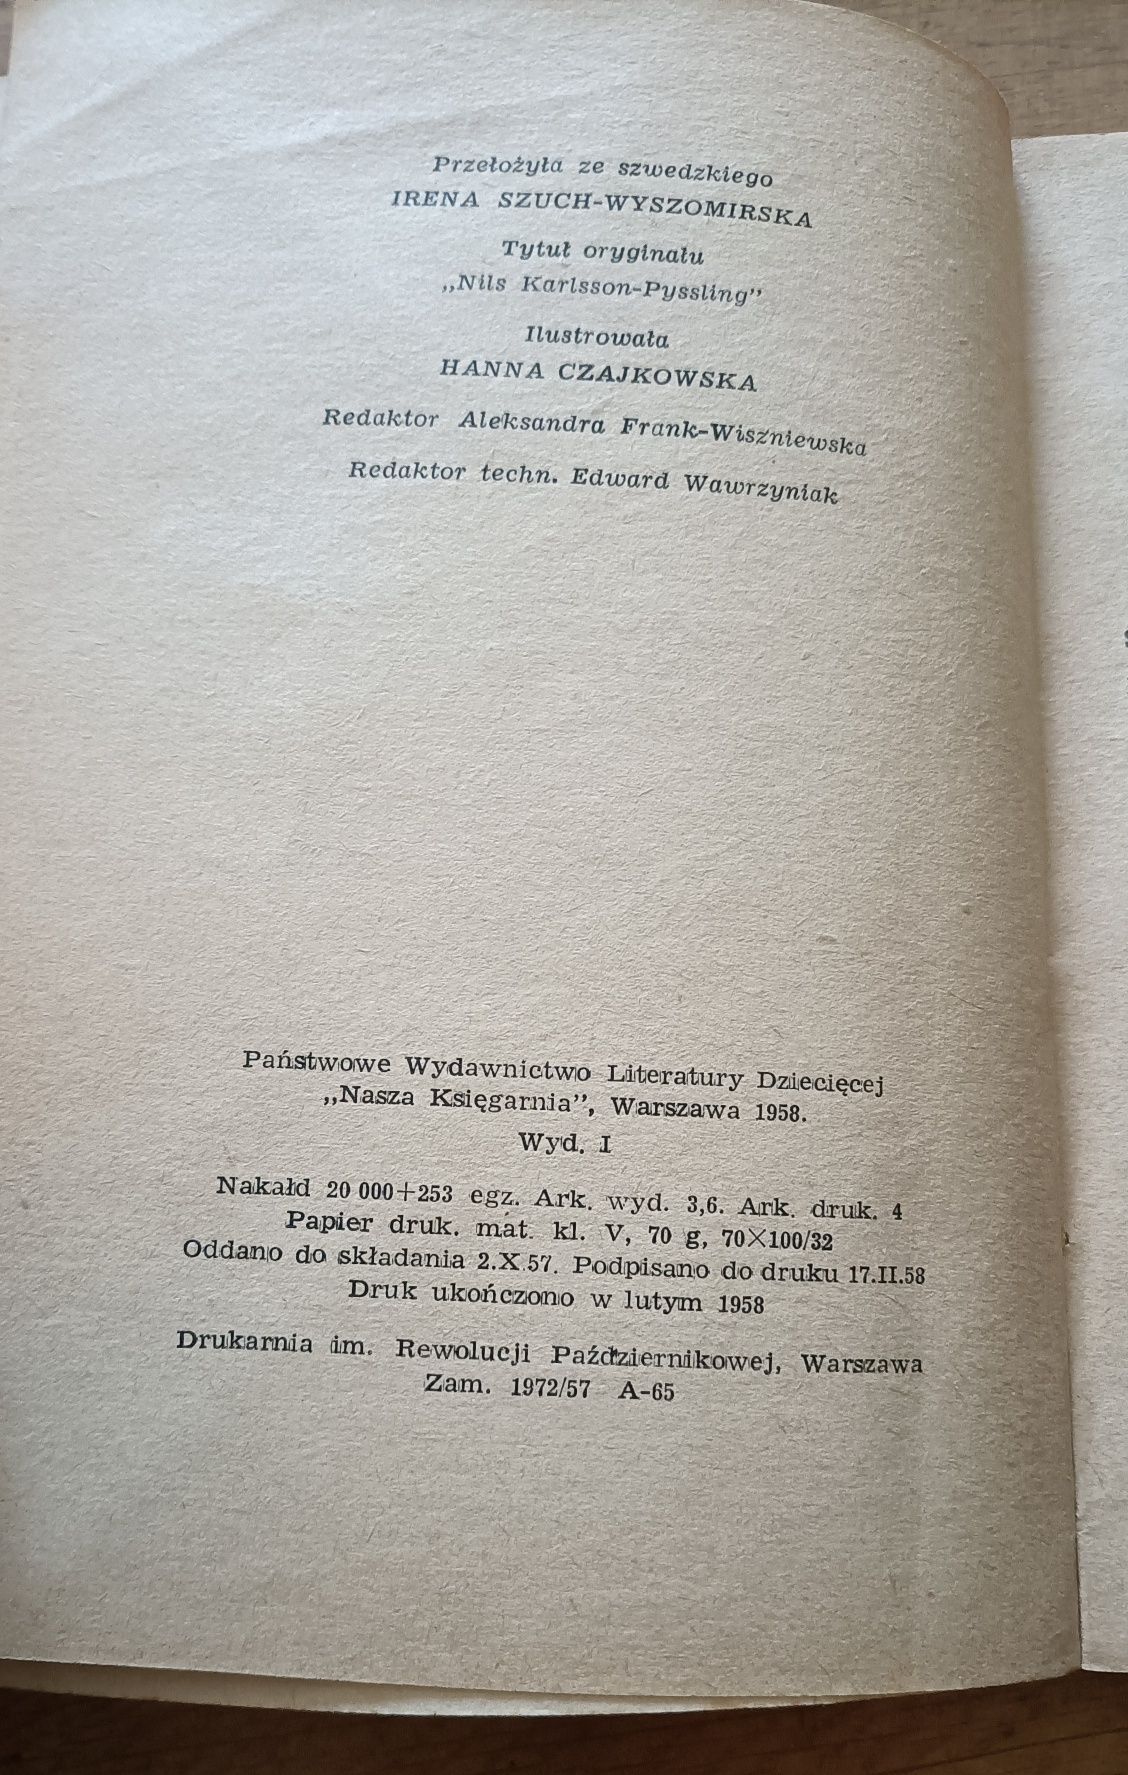 Przełożyła ze szwedzkiego
IRENA SZUCH-WYSZOMIRSKA
Tytuł oryginału
„Nils Karlsson-Pyssling”
Ilustrowała
HANNA CZAJKOWSKA
Redaktor Aleksandra Frank-Wiszniewska
Redaktor techn. Edward Wawrzyniak
Państwowe Wydawnictwo Literatury Dziecięcej
„Nasza Księgarnia”, Warszawa 1958.
Wyd. I
Nakałd 20 000+253 egz. Ark. wyd. 3,6. Ark. druk. 4
Papier druk. mat. kl. V, 70 g, 70×100/32
Oddano do składania 2.X.57. Podpisano do druku 17.II.58
Druk ukończono w lutym 1958
Drukarnia im. Rewolucji Październikowej, Warszawa
Zam. 1972/57 A-65